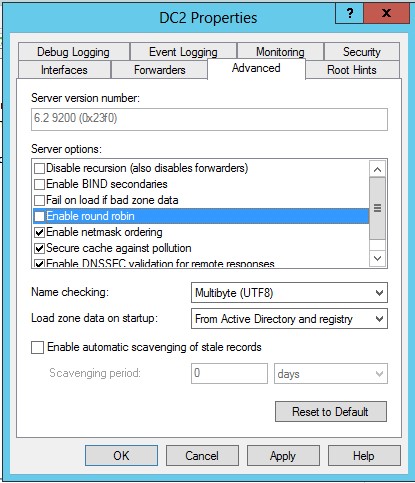 DC2 Properties
?
x
Debug Logging
Event Logging
Monitoring
Security
Interfaces
Forwarders
Advanced
Root Hints
Server version number:
6.2 9200 (0x23f0)
Server options:
Disable recursion (also disables forwarders)
Enable BIND secondaries
Fail on load if bad zone data
Enable round robin
Enable netmask ordering
Secure cache against pollution
Enable DNSSEC validation for remote responses
Name checking:
Multibyte (UTF8)
Load zone data on startup:
From Active Directory and registry
Enable automatic scavenging of stale records
Scavenging period:
0
days
Reset to Default
OK
Cancel
Apply
Help